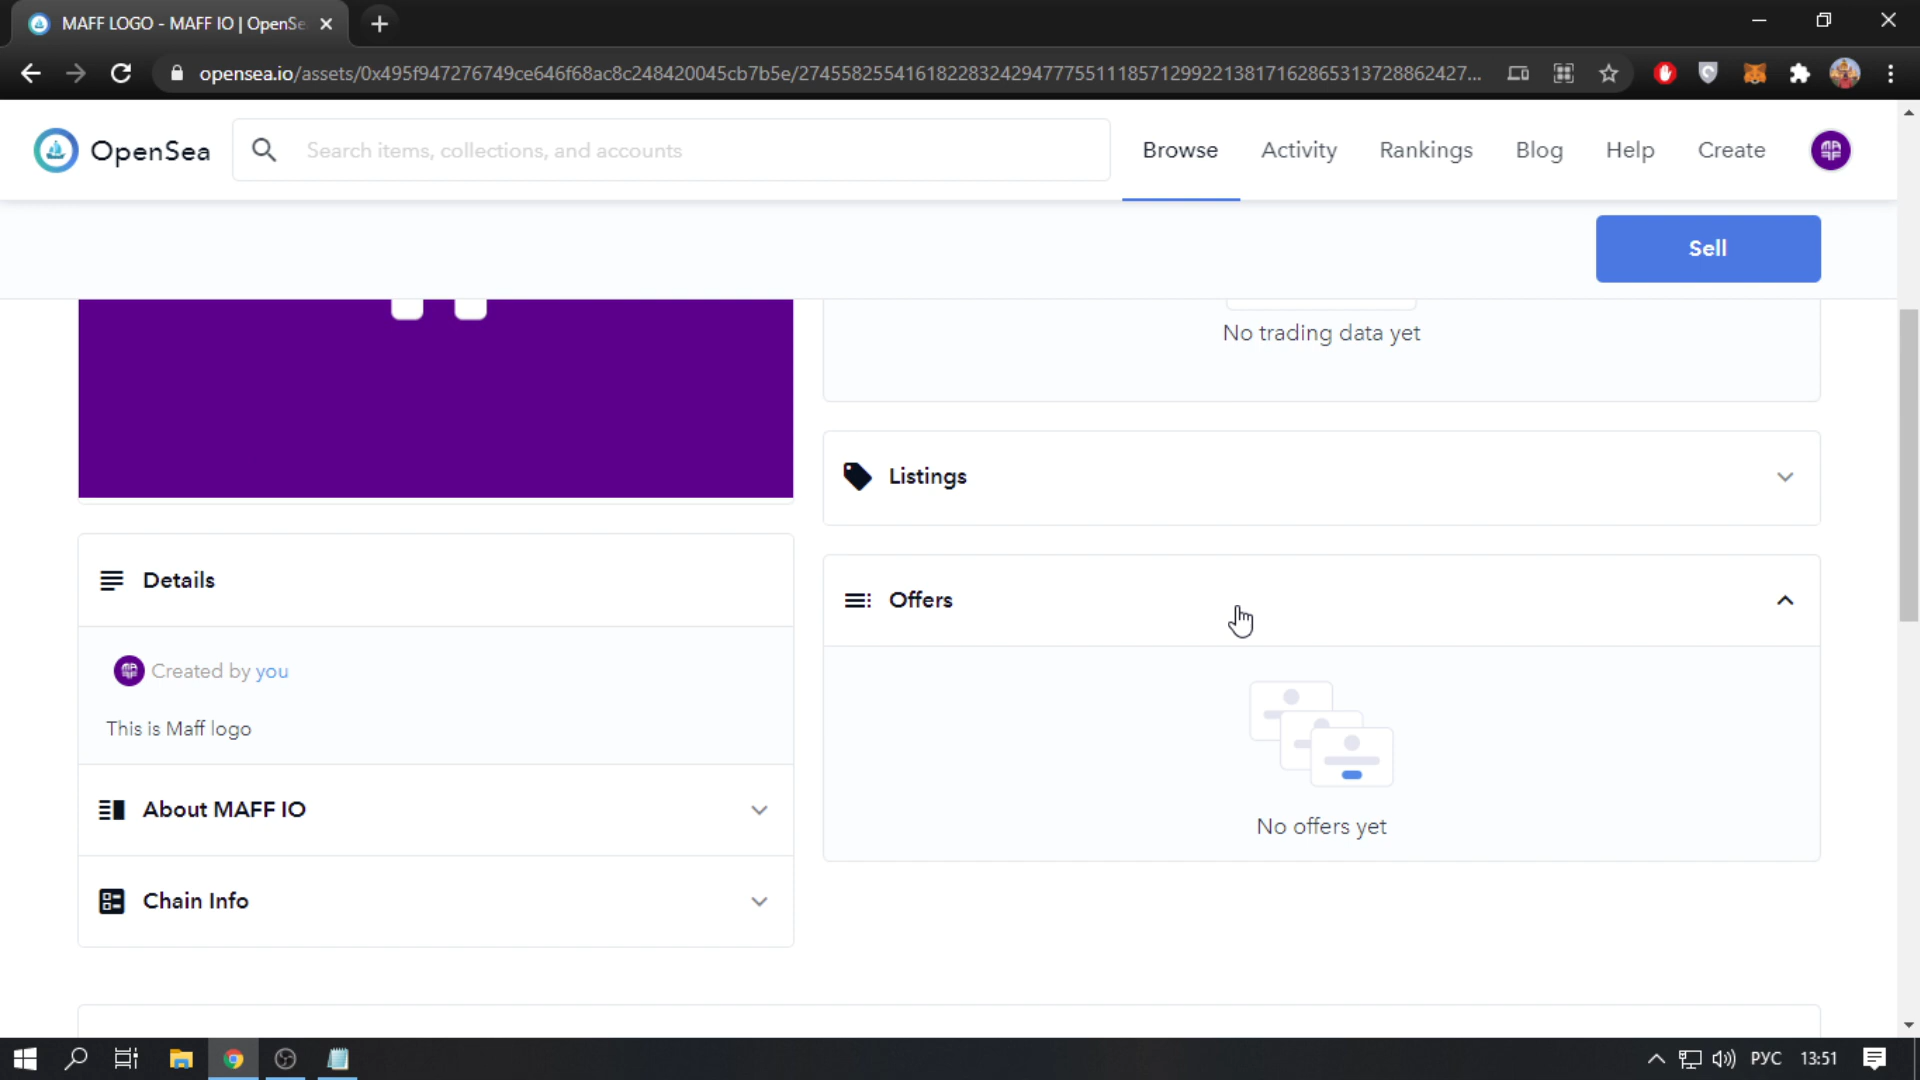 MAFF LOGO - MAFF IO | OpenSe
opensea.io/assets/0x495f947276749ce646f68ac8c248420045cb7b5e/27455825541618228324294777551118571299221381716286531372886​2427...
OpenSea
Search items, collections, and accounts
Browse
Activity
Rankings
Blog
Help
Create
Sell
No trading data yet
Listings
Details
Offers
Created by you
This is Maff logo
About MAFF IO
No offers yet
Chain Info
РУС
13:51